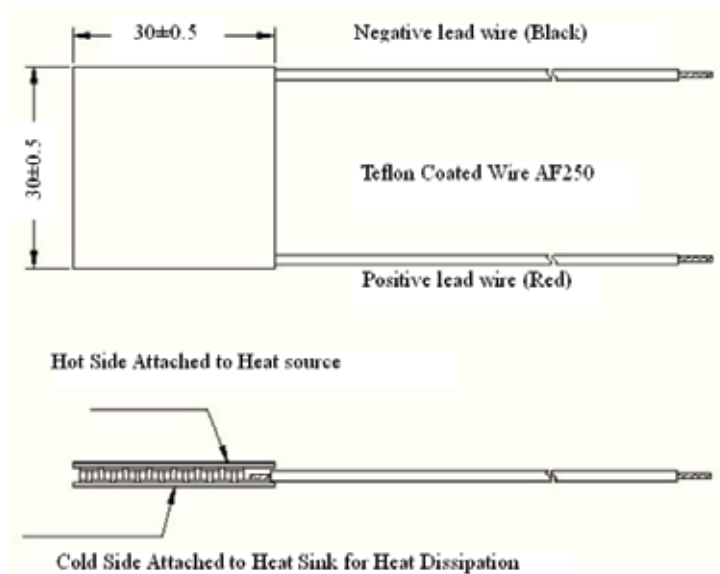 30±0.5
Negative lead wire (Black)
30±0.5
Teflon Coated Wire AF250
Positive lead wire (Red)
Hot Side Attached to Heat source
Cold Side Attached to Heat Sink for Heat Dissipation